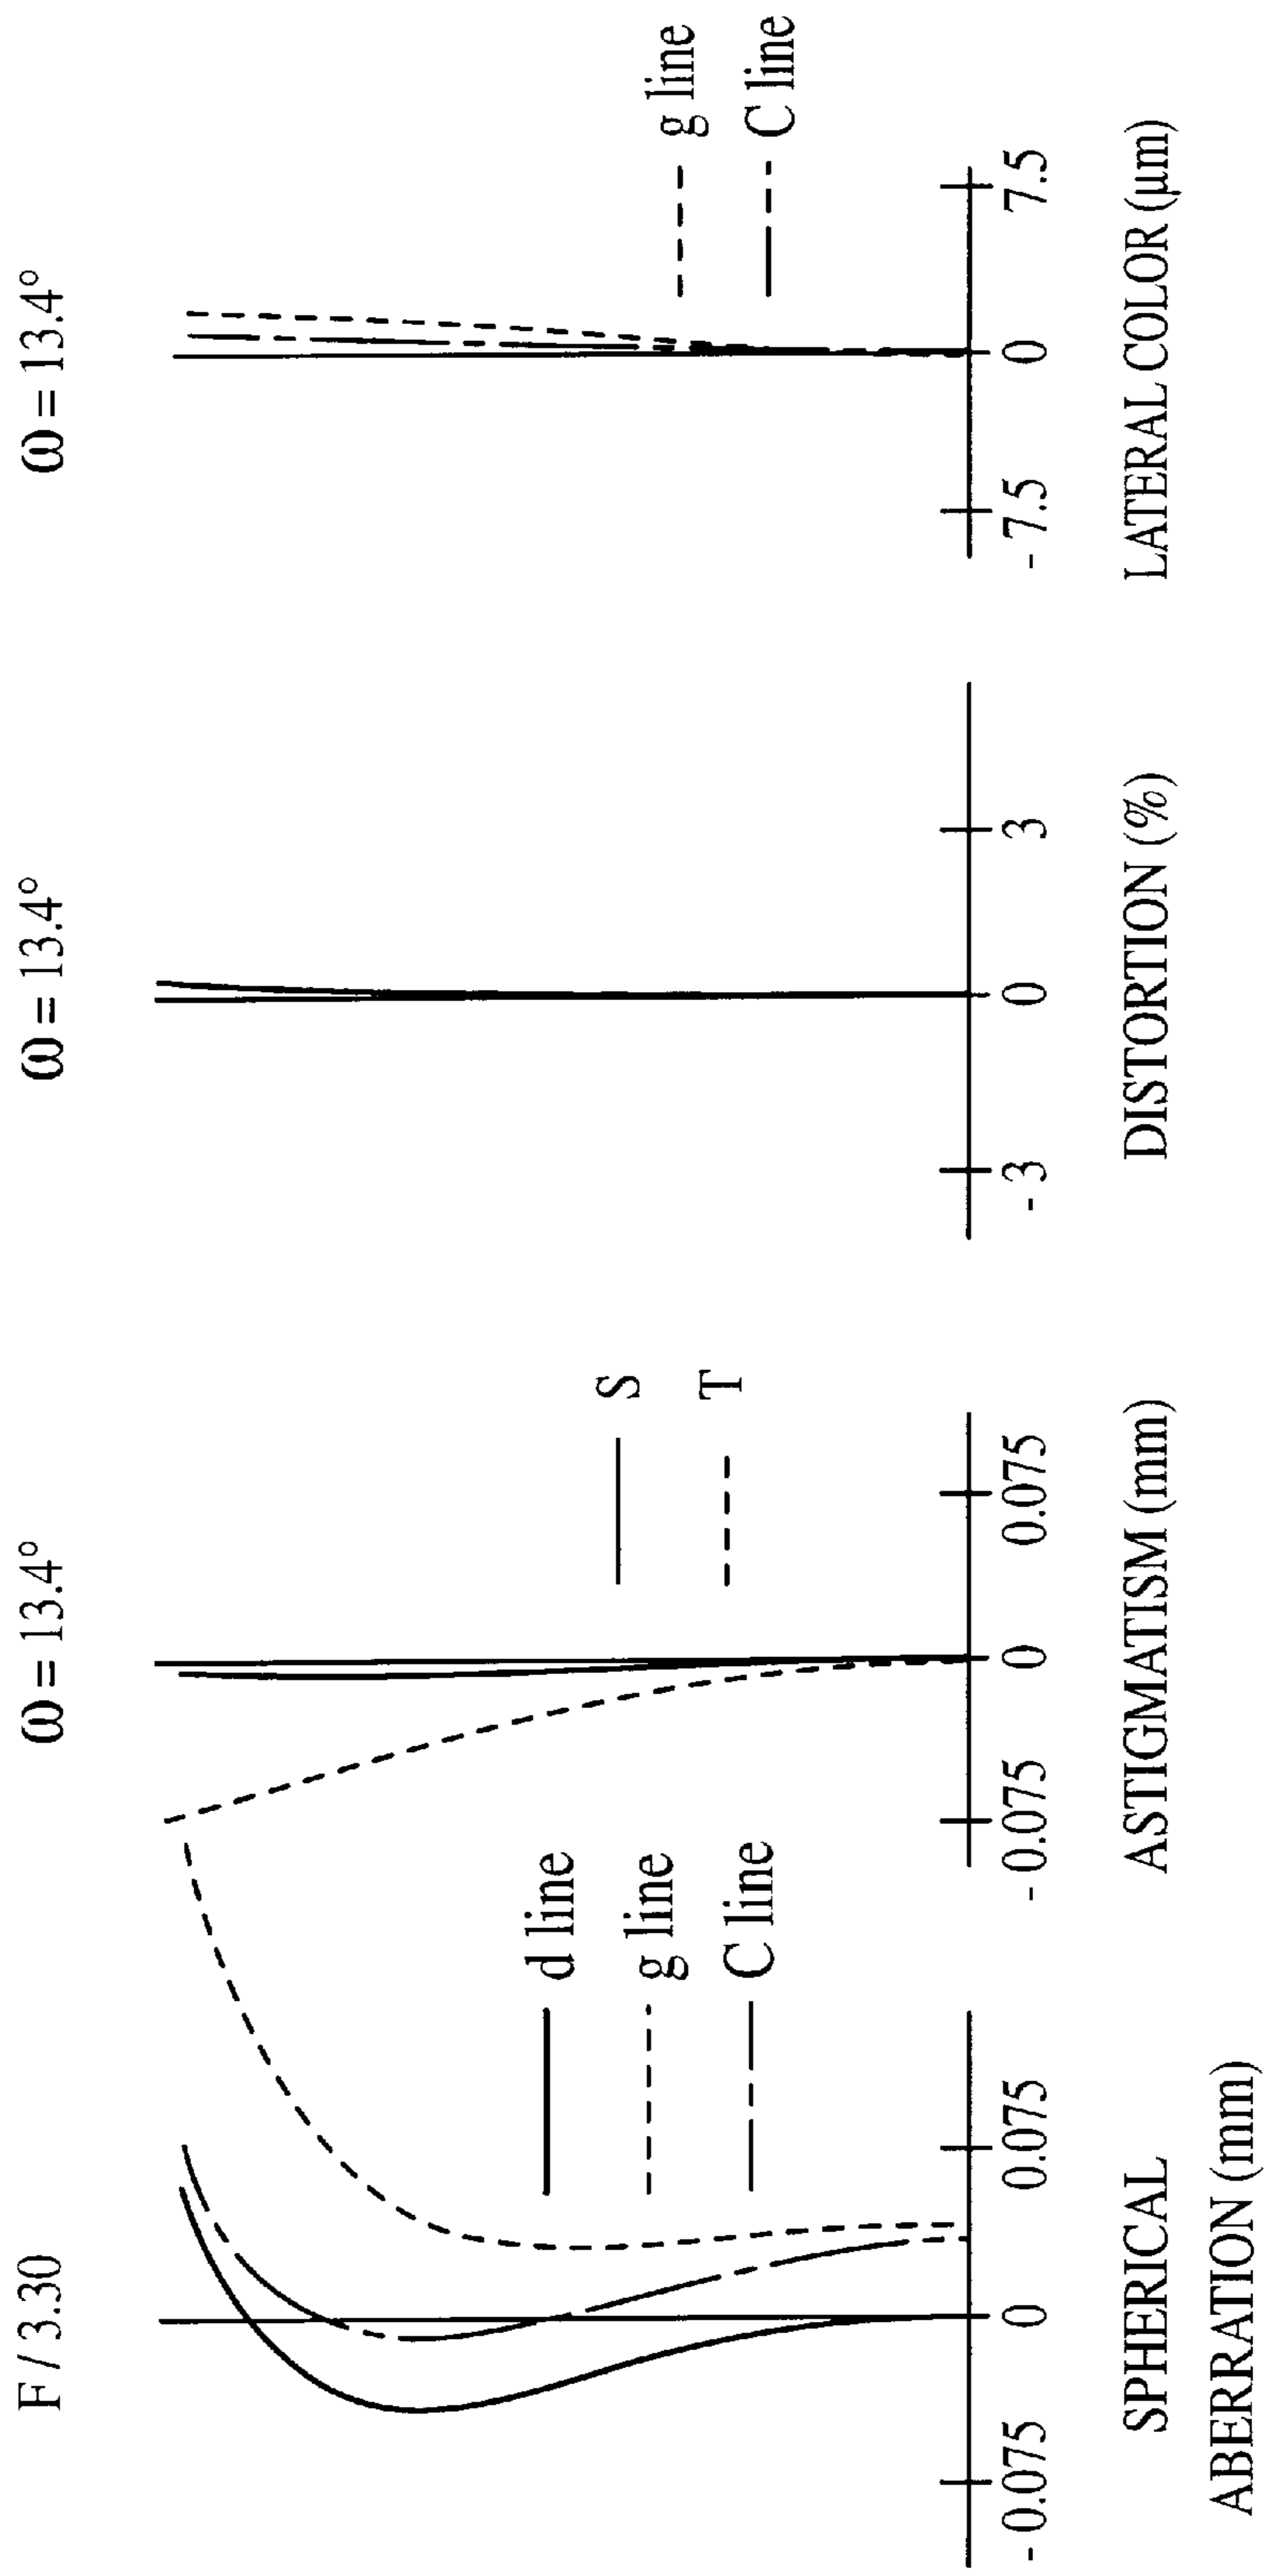 F / 3.30
d line
g line
C line
- 0.075
0
0.075
SPHERICAL
ABERRATION (mm)
ω = 13.4°
S
T
- 0.075
0
0.075
ASTIGMATISM (mm)
ω = 13.4°
- 3
0
3
DISTORTION (%)
ω = 13.4°
g line
C line
- 7.5
0
7.5
LATERAL COLOR (µm)